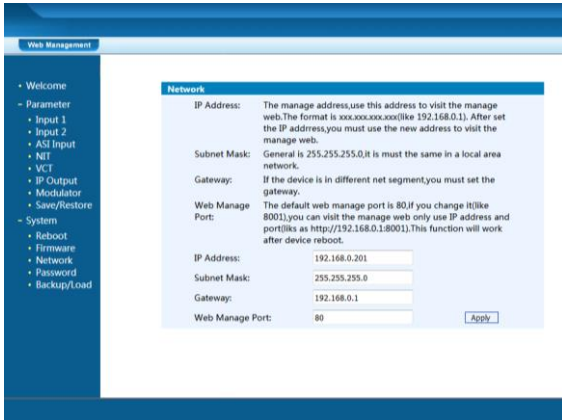 Web Management
Welcome
Parameter
Input 1
Input 2
ASI Input
NIT
VCT
IP Output
Modulator
Save/Restore
System
Reboot
Firmware
Network
Password
Backup/Load
Network
IP Address: The manage address,use this address to visit the manage
web.The format is xxx.xxx.xxx.xxx(like 192.168.0.1). After set
the IP addrress,you must use the new address to visit the
manage web.
Subnet Mask: General is 255.255.255.0,it is must the same in a local area
network.
Gateway: If the device is in different net segment,you must set the
gateway.
Web Manage Port: The default web manage port is 80,if you change it(like
8001),you can visit the manage web only use IP address and
port(liks as http://192.168.0.1:8001).This function will work
after device reboot.
IP Address: 192.168.0.201
Subnet Mask: 255.255.255.0
Gateway: 192.168.0.1
Web Manage Port: 80 Apply